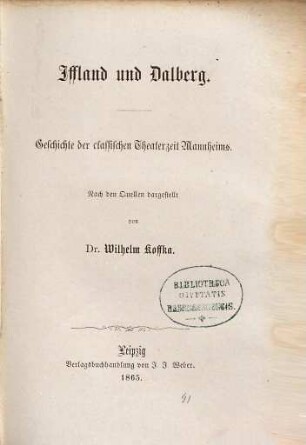 Iffland und Dalberg.
Geschichte der classischen Theaterzeit Mannheims.
Nach den Quellen dargestellt
von
Dr. Wilhelm Koffka.
BIBLIOTHECA
CIVITATIS
Leipzig
Verlagsbuchhandlung von J. J. Weber.
1865.